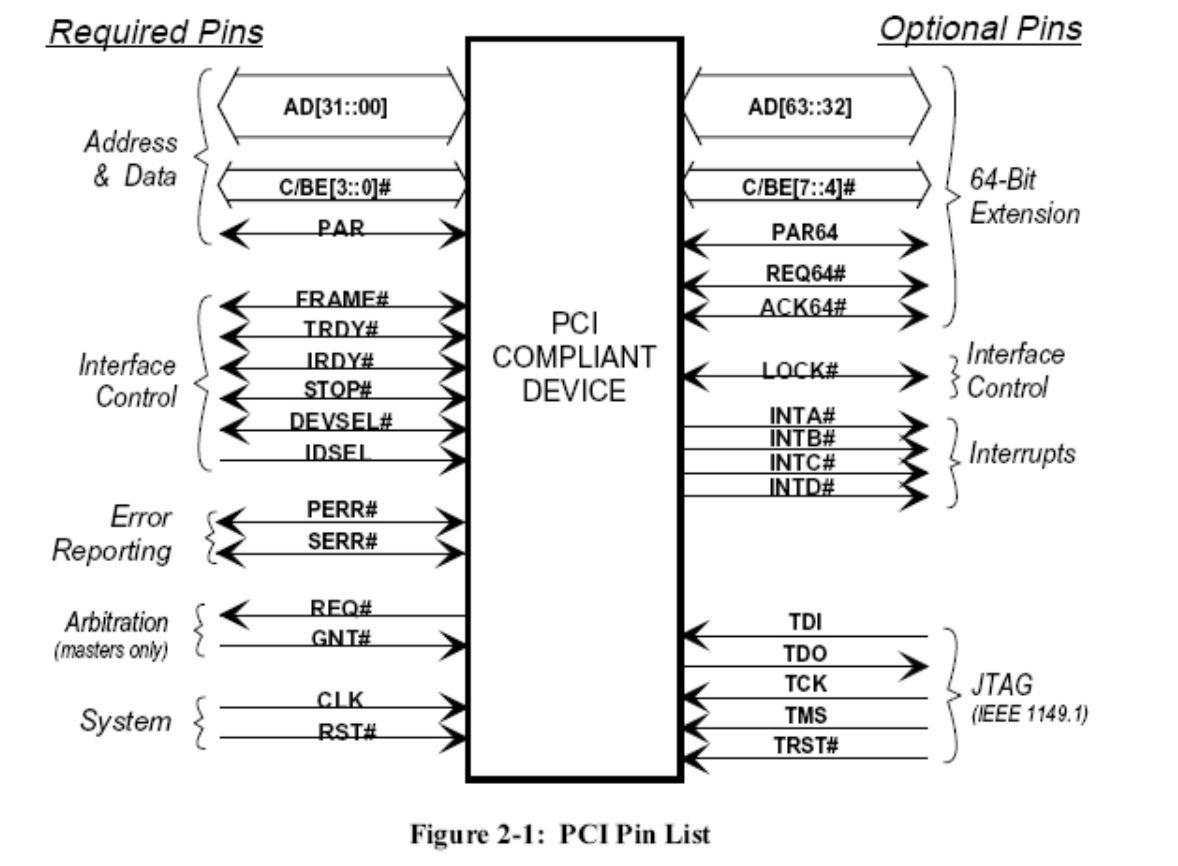 Required Pins
Optional Pins
Address
& Data
AD[31::00]
C/BE[3::0]#
PAR
Interface
Control
FRAME#
TRDY#
IRDY#
STOP#
DEVSEL#
IDSEL
Error
Reporting
PERR#
SERR#
Arbitration
(masters only)
REQ#
GNT#
System
CLK
RST#
PCI
COMPLIANT
DEVICE
AD[63::32]
C/BE[7::4]#
PAR64
REQ64#
ACK64#
64-Bit
Extension
LOCK#
Interface
Control
INTA#
INTB#
INTC#
INTD#
Interrupts
TDI
TDO
TCK
TMS
TRST#
JTAG
(IEEE 1149.1)
Figure 2-1: PCI Pin List